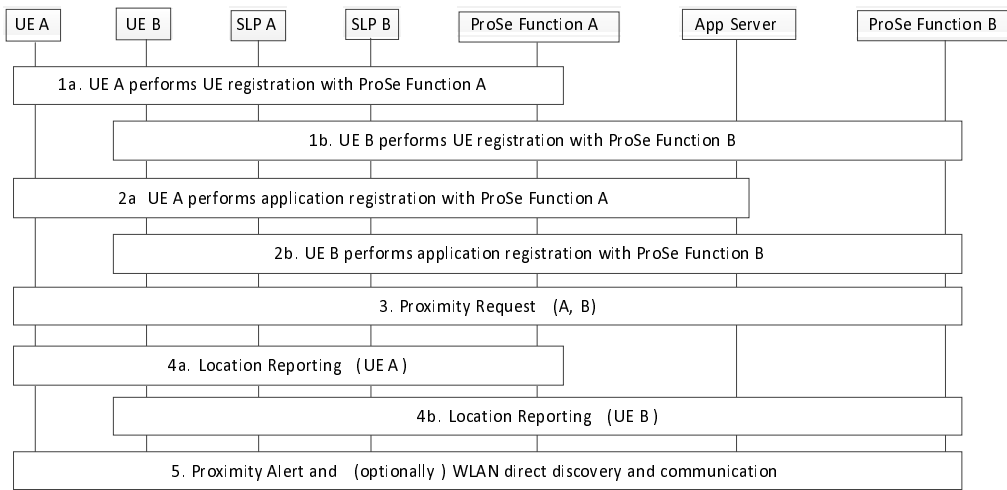 UE A
UE B
SLP A
SLP B
ProSe Function A
App Server
ProSe Function B
1a. UE A performs UE registration with ProSe Function A
1b. UE B performs UE registration with ProSe Function B
2a UE A performs application registration with ProSe Function A
2b. UE B performs application registration with ProSe Function B
3. Proximity Request (A, B)
4a. Location Reporting (UE A)
4b. Location Reporting (UE B)
5. Proximity Alert and (optionally) WLAN direct discovery and communication